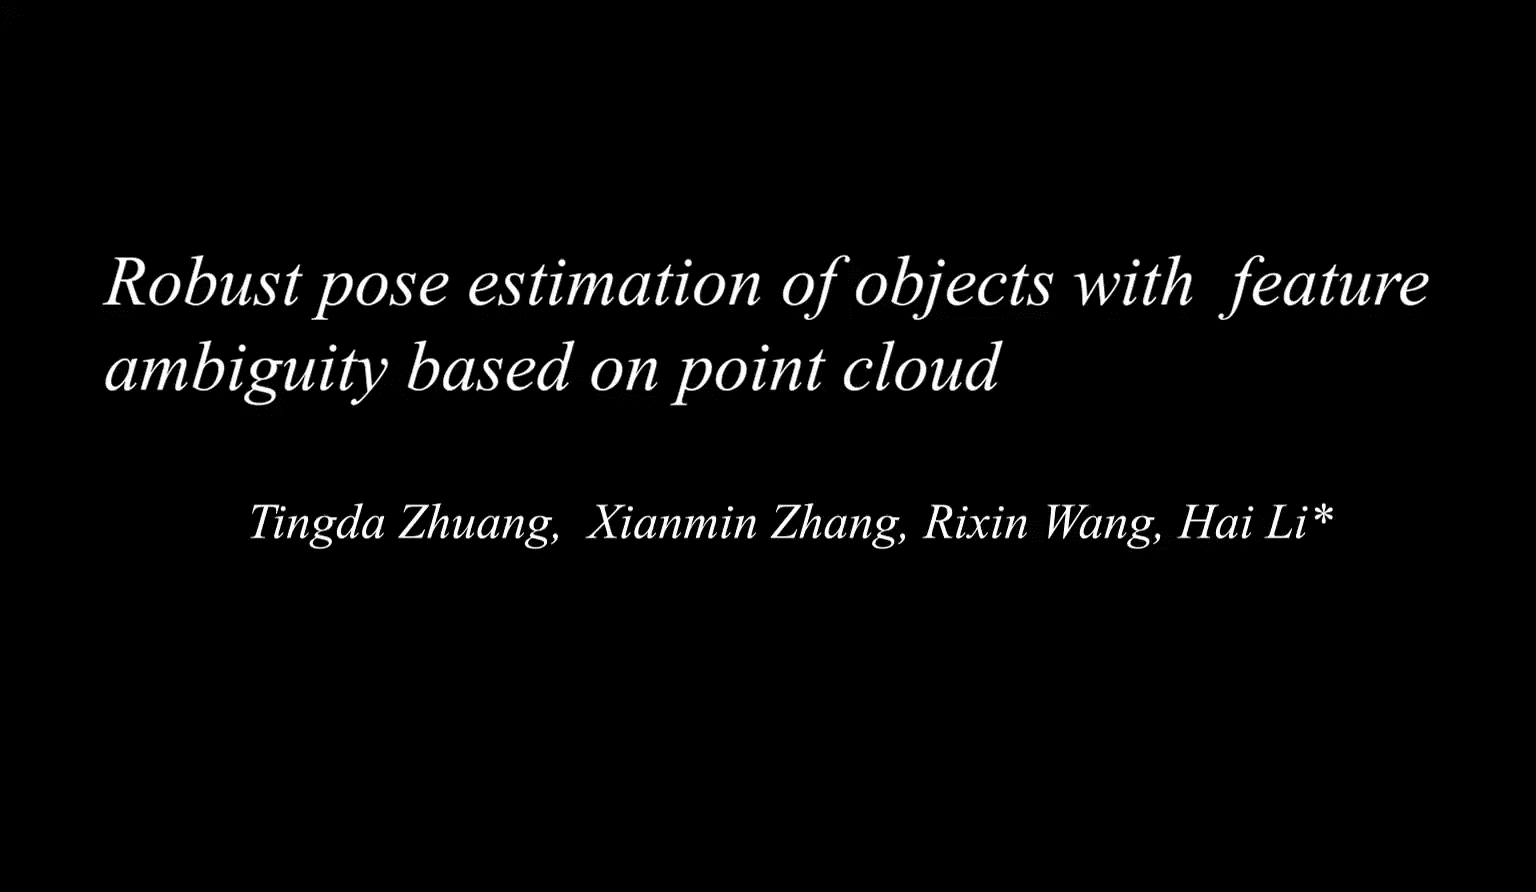 Robust pose estimation of objects with feature
ambiguity based on point cloud
Tingda Zhuang, Xianmin Zhang, Rixin Wang, Hai Li*